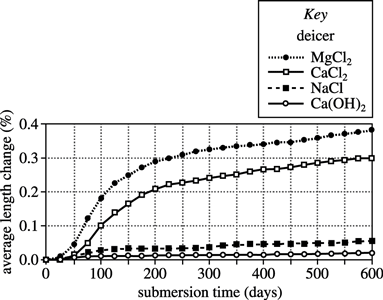 Key
deicer
MgCl₂
CaCl₂
NaCl
Ca(OH)₂
average length change (%)
0.4
0.3
0.2
0.1
0
0 100 200 300 400 500 600
submersion time (days)